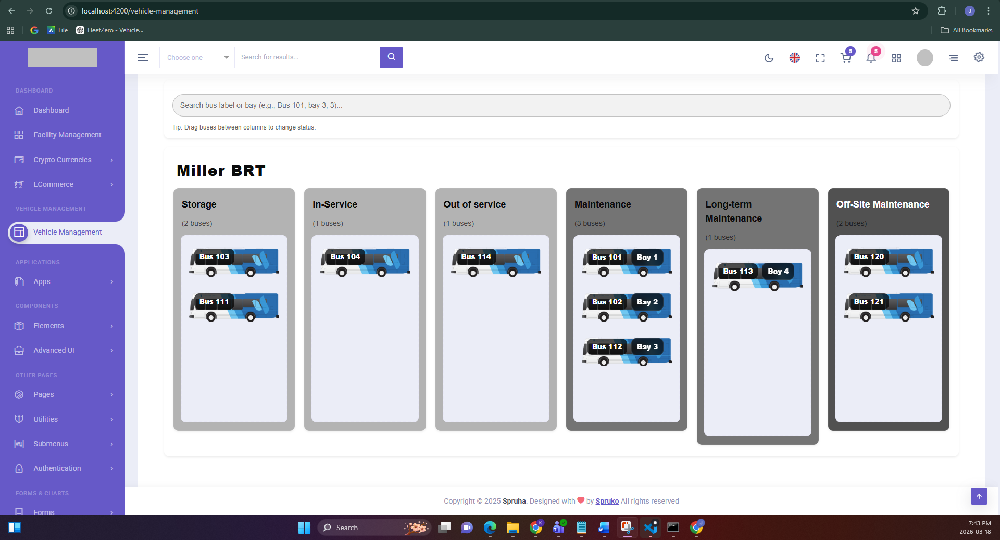 localhost:4200/vehicle-management
J
File
FleetZero - Vehicle...
All Bookmarks
Choose one
Search for results...
5
5
DASHBOARD
Dashboard
Facility Management
Crypto Currencies
ECommerce
VEHICLE MANAGEMENT
Vehicle Management
APPLICATIONS
Apps
COMPONENTS
Elements
Advanced UI
OTHER PAGES
Pages
Utilities
Submenus
Authentication
FORMS & CHARTS
Forms
Search bus label or bay (e.g., Bus 101, bay 3, 3)...
Tip: Drag buses between columns to change status.
Miller BRT
Storage
(2 buses)
Bus 103
Bus 111
In-Service
(1 buses)
Bus 104
Out of service
(1 buses)
Bus 114
Maintenance
(3 buses)
Bus 101 Bay 1
Bus 102 Bay 2
Bus 112 Bay 3
Long-term
Maintenance
(1 buses)
Bus 113 Bay 4
Off-Site Maintenance
(2 buses)
Bus 120
Bus 121
Copyright © 2025 Spruha. Designed with ❤ by Spruko All rights reserved
Search
K
J
7:43 PM
2026-03-18